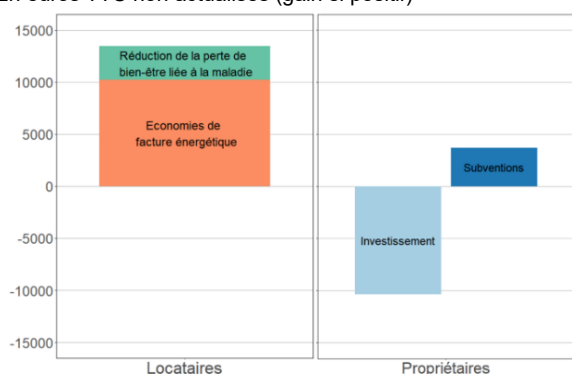 En euros TTC non actualisés (gain si positif)
15000
10000
5000
0
-5000
-10000
-15000
Réduction de la perte de
bien-être liée à la maladie
Economies de
facture énergétique
Subventions
Investissement
Locataires
Propriétaires